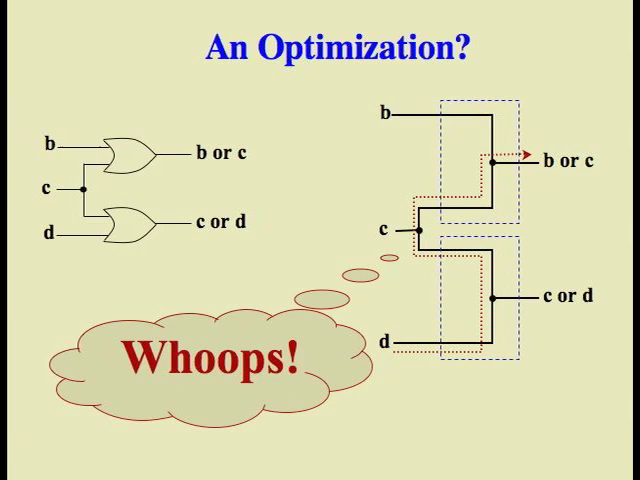 An Optimization?
b
c
d
b or c
c or d
b
c
d
b or c
c or d
Whoops!